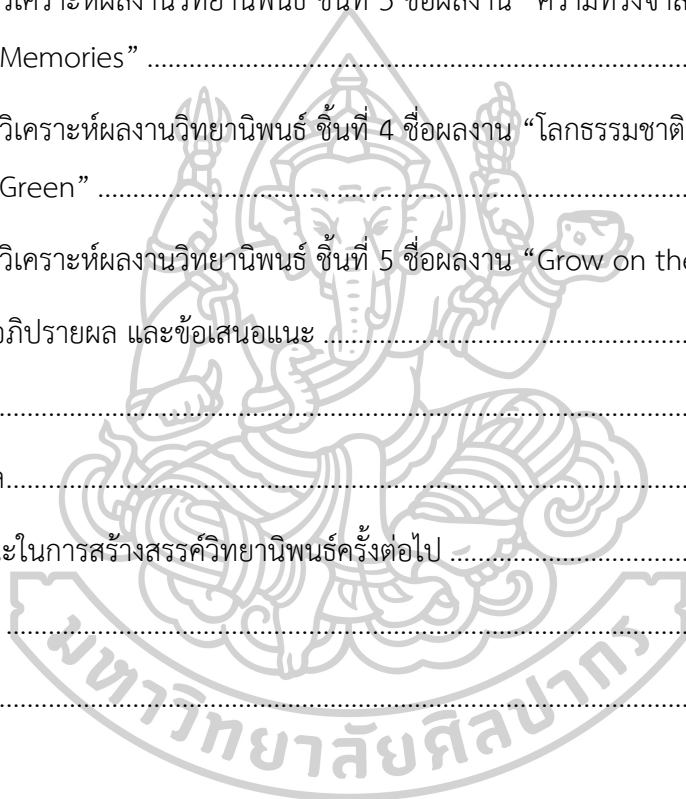 วิเคราะห์ผลงานวิทยานิพนธ์ ชิ้นที่ 3 ชื่อผลงาน “ความทรงจำ
Memories” ................................................................
วิเคราะห์ผลงานวิทยานิพนธ์ ชิ้นที่ 4 ชื่อผลงาน “โลกธรรมชาติ
Green” ................................................................
วิเคราะห์ผลงานวิทยานิพนธ์ ชิ้นที่ 5 ชื่อผลงาน “Grow on the
อภิปรายผล และข้อเสนอแนะ ................................................
ในการสร้างสรรค์วิทยานิพนธ์ครั้งต่อไป ................................
มหาวิทยาลัยศิลปากร